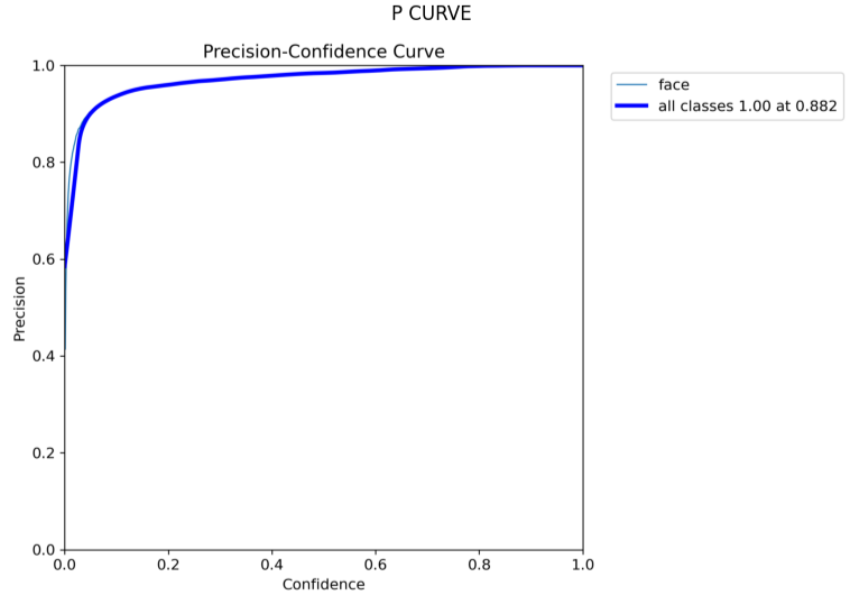 P CURVE
Precision-Confidence Curve
1.0
0.8
0.6
0.4
0.2
0.0
Precision
0.0 0.2 0.4 0.6 0.8 1.0
Confidence
face
all classes 1.00 at 0.882